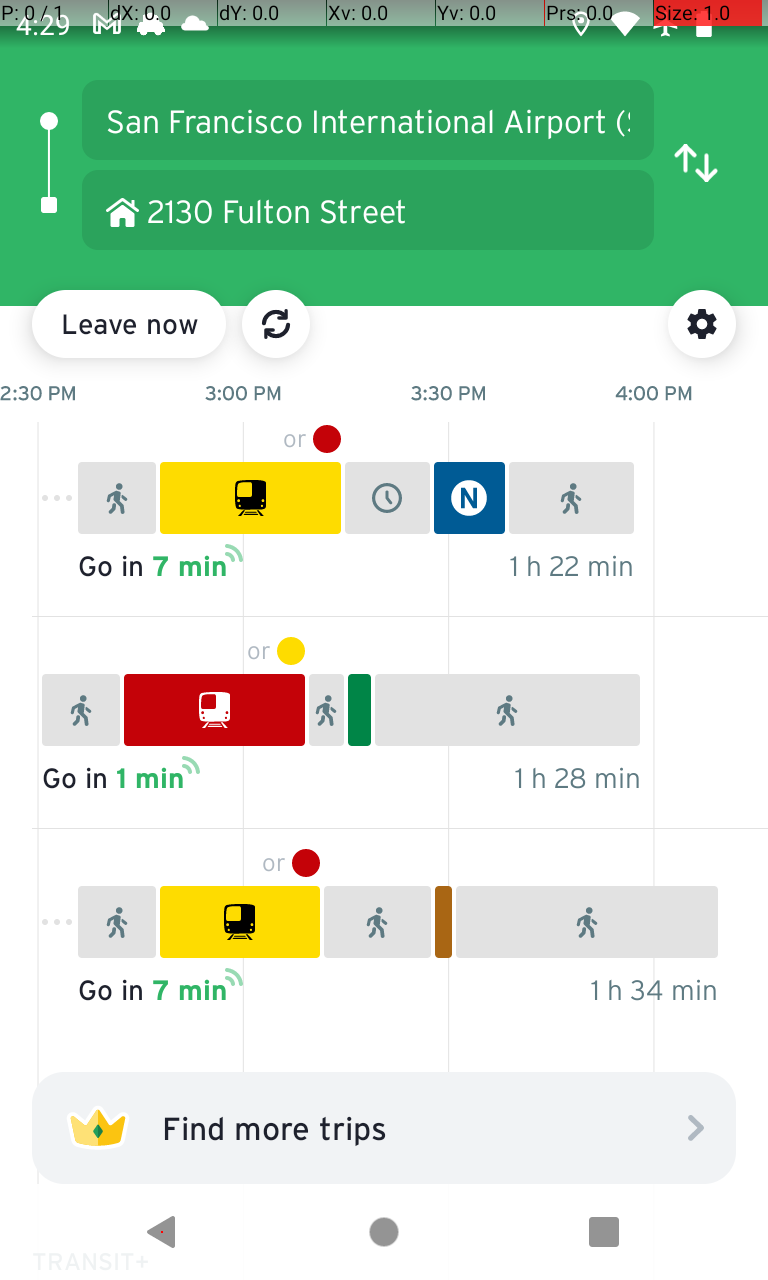 P: 0 / 1 dX: 0.0 dY: 0.0 Xv: 0.0 Yv: 0.0 Prs: 0.0 Size: 1.0
4:29
San Francisco International Airport (
2130 Fulton Street
Leave now
2:30 PM 3:00 PM 3:30 PM 4:00 PM
or
N
Go in 7 min 1 h 22 min
or
Go in 1 min 1 h 28 min
or
Go in 7 min 1 h 34 min
Find more trips
TRANSIT+